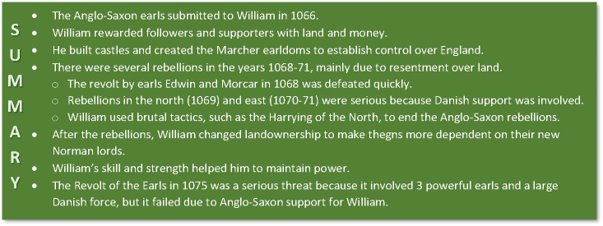 SUMMARY
• The Anglo-Saxon earls submitted to William in 1066.
• William rewarded followers and supporters with land and money.
• He built castles and created the Marcher earldoms to establish control over England.
• There were several rebellions in the years 1068-71, mainly due to resentment over land.
o The revolt by earls Edwin and Morcar in 1068 was defeated quickly.
o Rebellions in the north (1069) and east (1070-71) were serious because Danish support was involved.
o William used brutal tactics, such as the Harrying of the North, to end the Anglo-Saxon rebellions.
• After the rebellions, William changed landownership to make thegns more dependent on their new
Norman lords.
• William's skill and strength helped him to maintain power.
• The Revolt of the Earls in 1075 was a serious threat because it involved 3 powerful earls and a large
Danish force, but it failed due to Anglo-Saxon support for William.